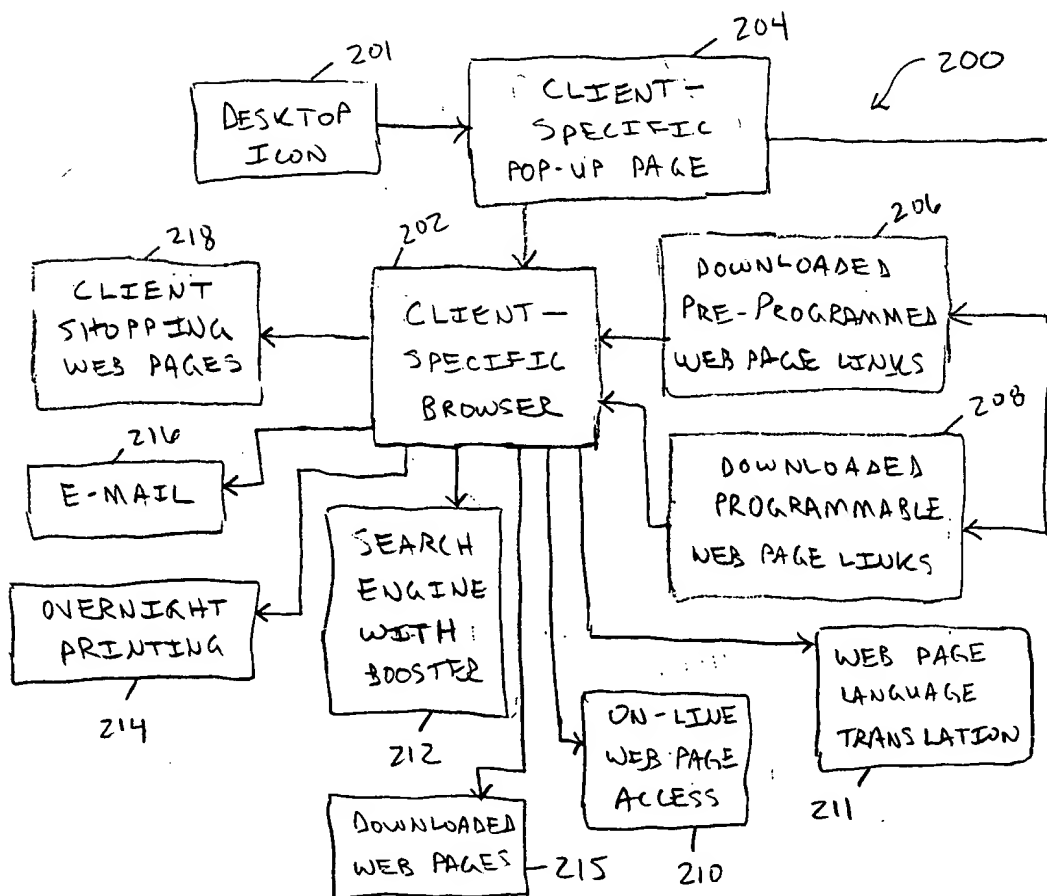 201
204
200
DESKTOP
ICON
CLIENT-
SPECIFIC
POP-UP PAGE
218
202
206
CLIENT
SHOPPING
WEB PAGES
CLIENT-
SPECIFIC
BROWSER
DOWNLOADED
PRE-PROGRAMMED
WEB PAGE LINKS
216
E-MAIL
208
DOWNLOADED
PROGRAMMABLE
WEB PAGE LINKS
OVERNIGHT
PRINTING
214
SEARCH
ENGINE
WITH
BOOSTER
212
WEB PAGE
LANGUAGE
TRANSLATION
211
ON-LINE
WEB PAGE
ACCESS
210
DOWNLOADED
WEB PAGES
215